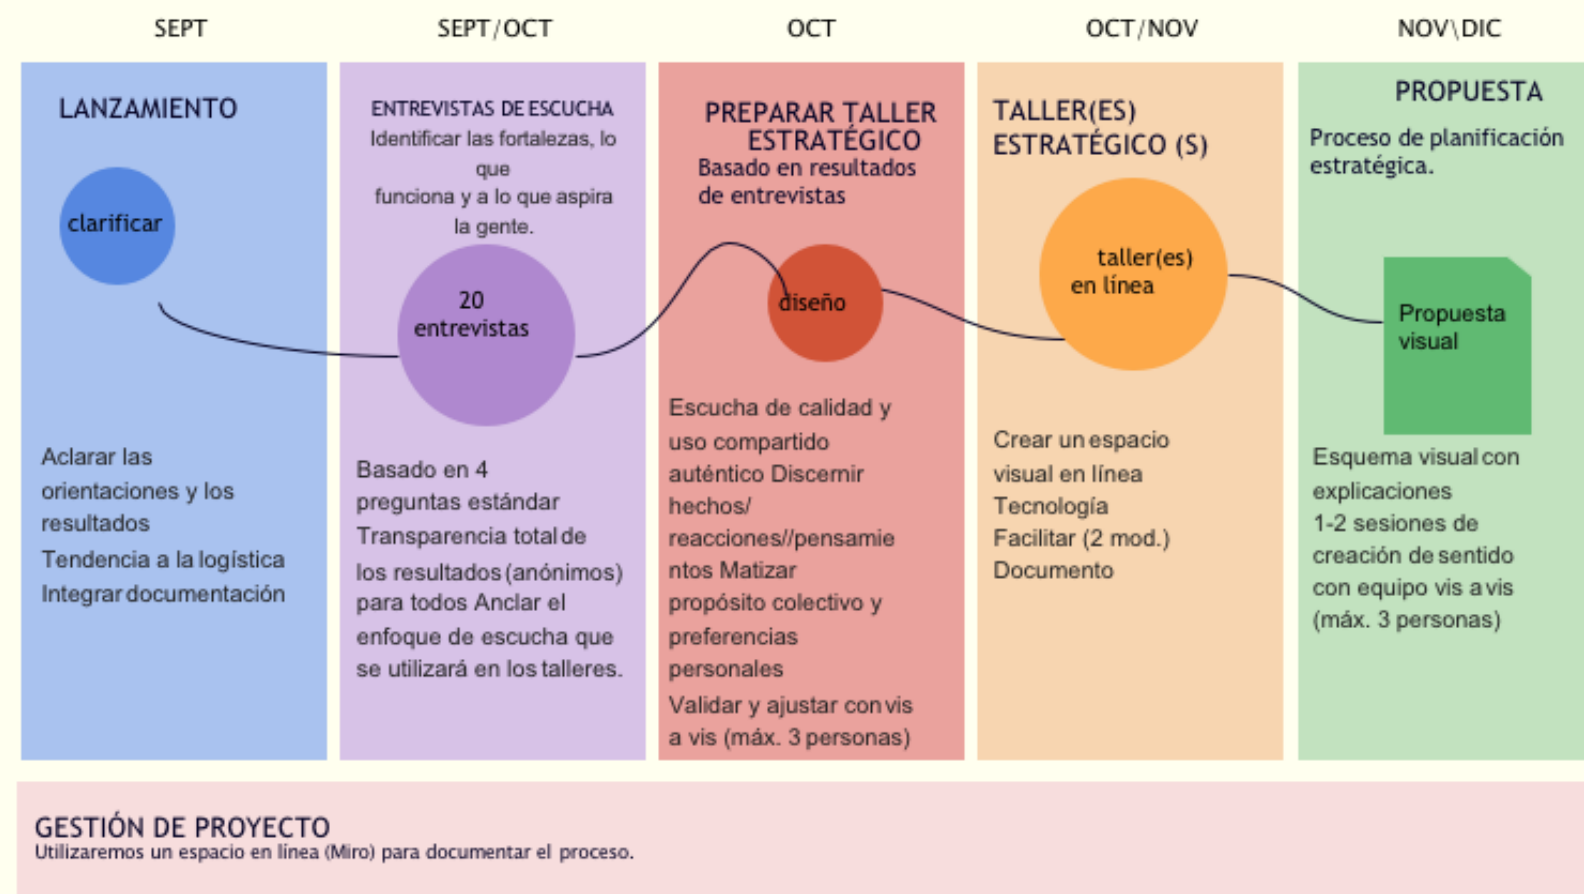 SEPT
SEPT/OCT
OCT
OCT/NOV
NOV\DIC
LANZAMIENTO
clarificar
Aclarar las
orientaciones y los
resultados
Tendencia a la logística
Integrar documentación
ENTREVISTAS DE ESCUCHA
Identificar las fortalezas, lo
que
funciona y a lo que aspira
la gente.
20
entrevistas
Basado en 4
preguntas estándar
Transparencia total de
los resultados (anónimos)
para todos Anclar el
enfoque de escucha que
se utilizará en los talleres.
PREPARAR TALLER
ESTRATÉGICO
Basado en resultados
de entrevistas
diseño
Escucha de calidad y
uso compartido
auténtico Discernir
hechos/
reacciones//pensamie
ntos Matizar
propósito colectivo y
preferencias
personales
Validar y ajustar con vis
a vis (máx. 3 personas)
TALLER(ES)
ESTRATÉGICO (S)
taller(es)
en línea
Crear un espacio
visual en línea
Tecnología
Facilitar (2 mod.)
Documento
PROPUESTA
Proceso de planificación
estratégica.
Propuesta
visual
Esquema visual con
explicaciones
1-2 sesiones de
creación de sentido
con equipo vis a vis
(máx. 3 personas)
GESTIÓN DE PROYECTO
Utilizaremos un espacio en línea (Miro) para documentar el proceso.